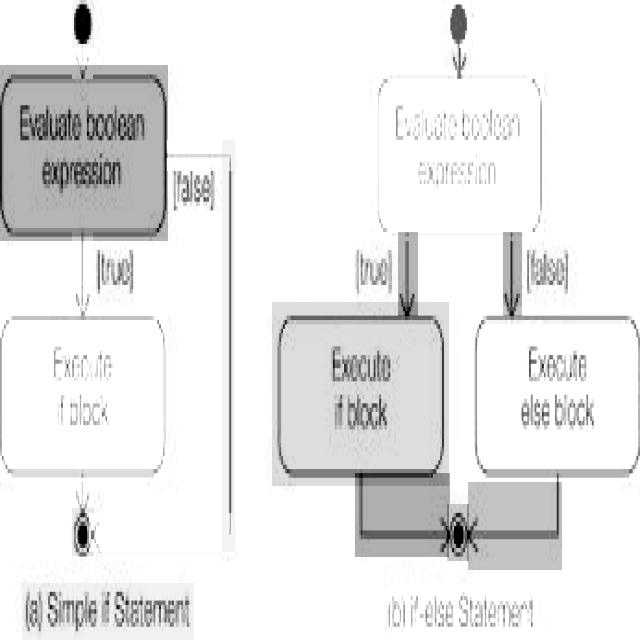 Evaluate boolean
expression
[false]
[true]
Execute
if block
(a) Simple if Statement
Evaluate boolean
expression
[true]
[false]
Execute
if block
Execute
else block
(b) if-else Statement